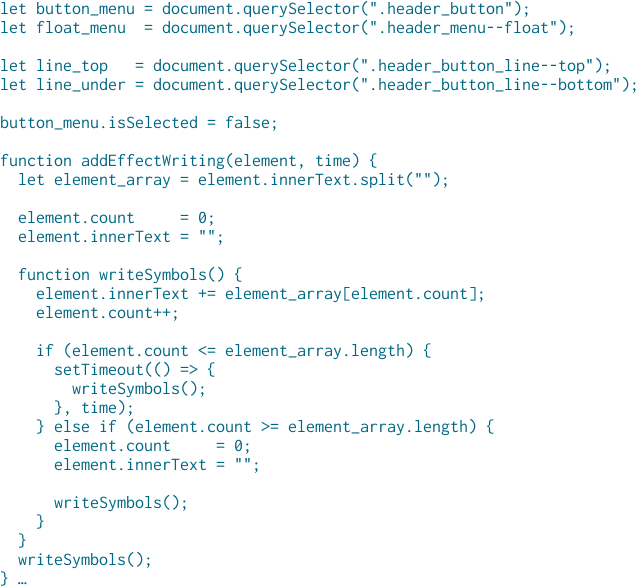 let button_menu = document.querySelector(".header_button");
let float_menu  = document.querySelector(".header_menu--float");

let line_top   = document.querySelector(".header_button_line--top");
let line_under = document.querySelector(".header_button_line--bottom");

button_menu.isSelected = false;

function addEffectWriting(element, time) {
  let element_array = element.innerText.split("");

  element.count     = 0;
  element.innerText = "";

  function writeSymbols() {
    element.innerText += element_array[element.count];
    element.count++;

    if (element.count <= element_array.length) {
      setTimeout(() => {
        writeSymbols();
      }, time);
    } else if (element.count >= element_array.length) {
      element.count     = 0;
      element.innerText = "";

      writeSymbols();
    }
  }
  writeSymbols();
} …